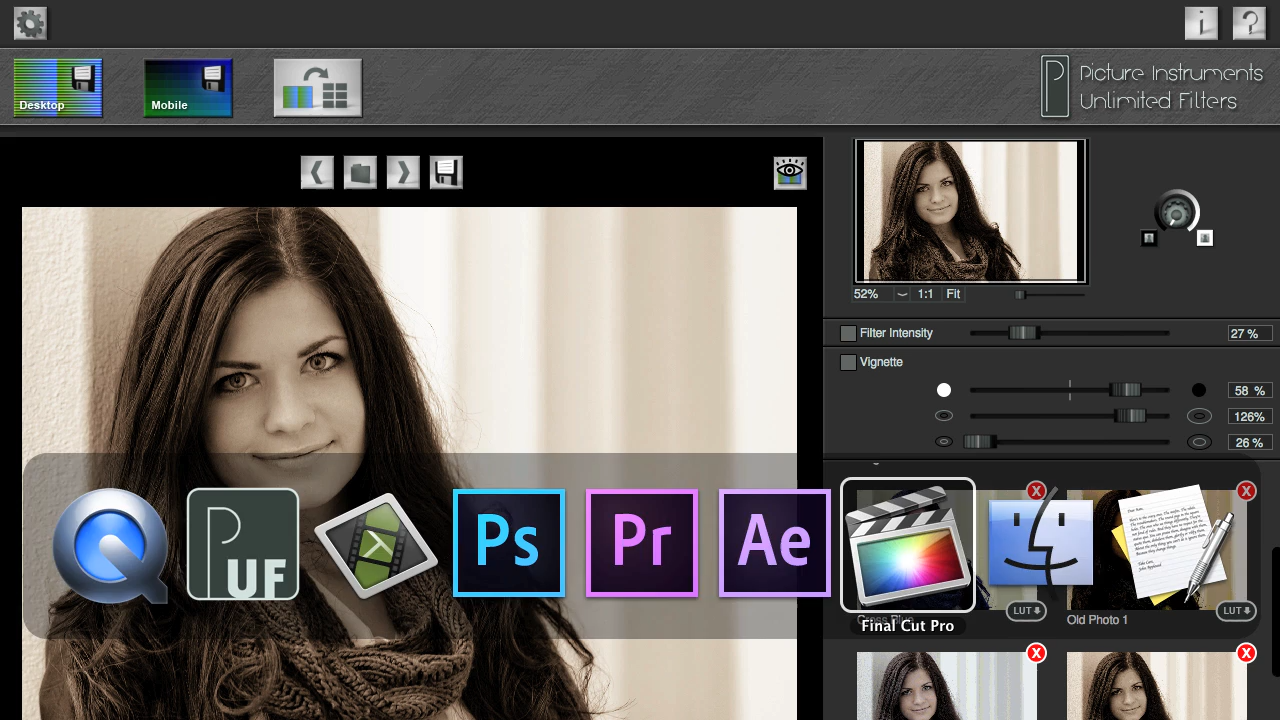 Desktop
Mobile
Picture Instruments
Unlimited Filters
52%
1:1
Fit
Filter Intensity
27 %
Vignette
58 %
126%
26 %
UF
Ps
Pr
Ae
X
X
LUT
LUT
Old Photo 1
Final Cut Pro
X
X